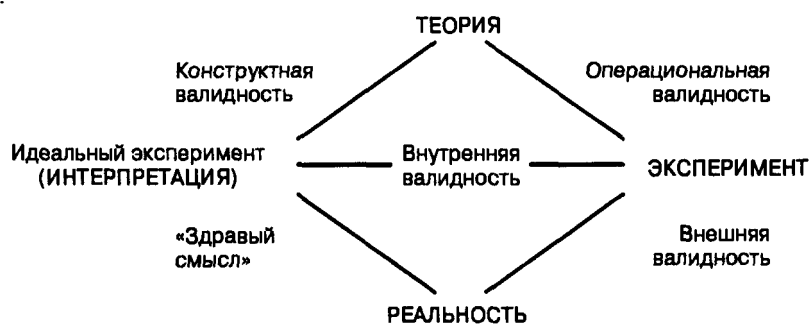 ТЕОРИЯ
Конструктная
валидность
Операциональная
валидность
Идеальный эксперимент
(ИНТЕРПРЕТАЦИЯ)
Внутренняя
валидность
ЭКСПЕРИМЕНТ
«Здравый
смысл»
Внешняя
валидность
РЕАЛЬНОСТЬ